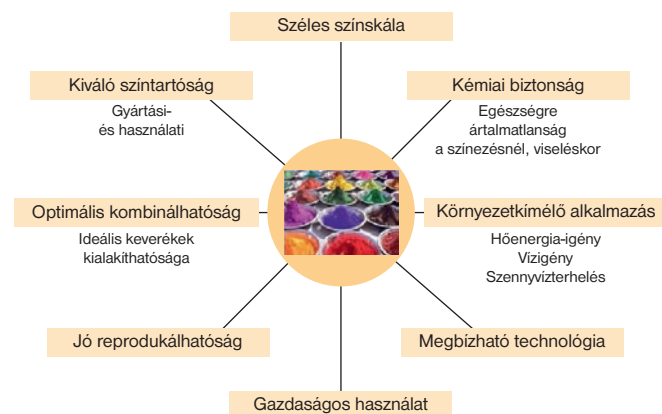 Széles színskála
Kiváló színtartóság
Gyártási-
és használati
Kémiai biztonság
Egészségre
ártalmatlanság
a színezésnél, viseléskor
Optimális kombinálhatóság
Ideális keverékek
kialakíthatósága
Környezetkímélő alkalmazás
Hőenergia-igény
Vízigény
Szennyvízterhelés
Jó reprodukálhatóság
Megbízható technológia
Gazdaságos használat